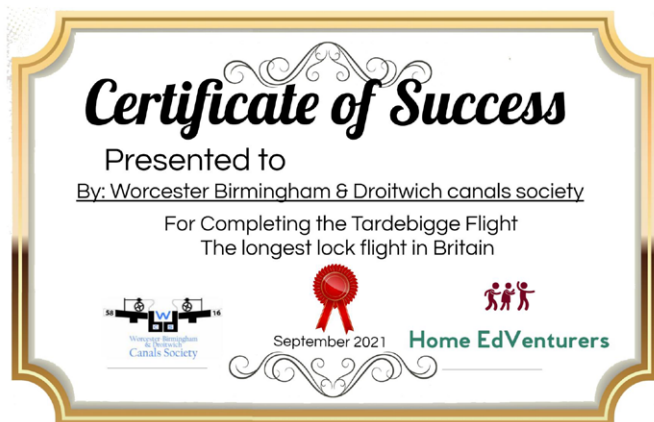 Certificate of Success
Presented to
By: Worcester Birmingham & Droitwich canals society
For Completing the Tardebigge Flight
The longest lock flight in Britain
58 16
W
Worcester-Birmingham
& Droitwich
Canals Society
September 2021
Home EdVenturers